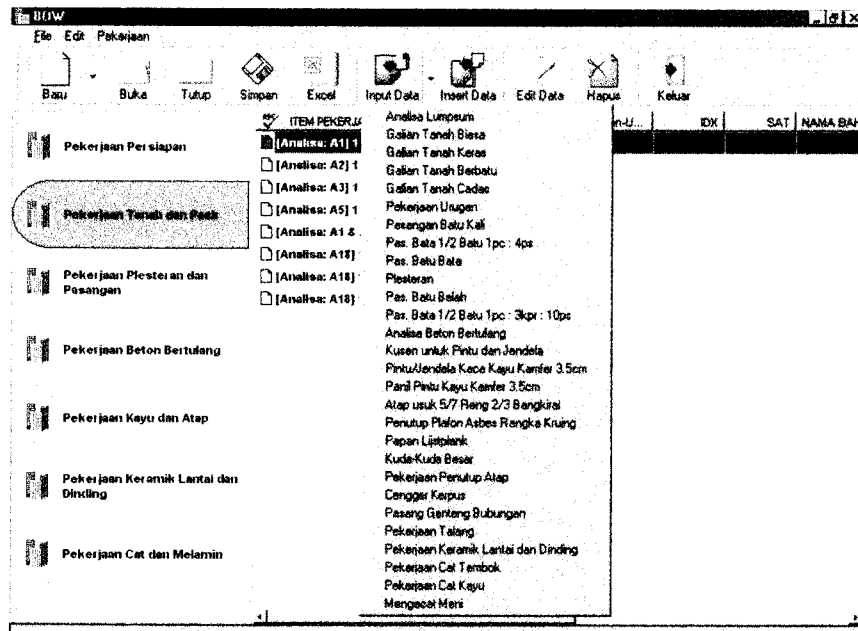 BOW
File Edit Pekerjaan
Baru Buka Tutup Simpan Excel Input Data Insert Data Edit Data Hapus Keluar
ITEM PEKERJA n-U... IDX SAT NAMA BAH
[Analisa: A1] 1
[Analisa: A2] 1
[Analisa: A3] 1
[Analisa: A5] 1
[Analisa: A1 &
[Analisa: A18]
[Analisa: A18]
[Analisa: A18]
Pekerjaan Persiapan
Pekerjaan Tanah dan Pasir
Pekerjaan Plesteran dan
Pasangan
Pekerjaan Beton Bertulang
Pekerjaan Kayu dan Atap
Pekerjaan Keramik Lantai dan
Dinding
Pekerjaan Cat dan Melamin
Analisa Lumpsum
Galian Tanah Biasa
Galian Tanah Keras
Galian Tanah Berbatu
Galian Tanah Cadas
Pekerjaan Urugan
Pasangan Batu Kali
Pas. Bata 1/2 Batu 1pc : 4ps
Pas. Batu Bata
Plesteran
Pas. Batu Belah
Pas. Bata 1/2 Batu 1pc : 3kpr : 10ps
Analisa Beton Bertulang
Kusen untuk Pintu dan Jendela
Pintu/Jendela Kaca Kayu Kamfer 3.5cm
Panil Pintu Kayu Kamfer 3.5cm
Atap usuk 5/7 Reng 2/3 Bangkirai
Penutup Plafon Asbes Rangka Kruing
Papan Listplank
Kuda-Kuda Besar
Pekerjaan Penutup Atap
Cenggar Kerpus
Pasang Genteng Bubungan
Pekerjaan Talang
Pekerjaan Keramik Lantai dan Dinding
Pekerjaan Cat Tembok
Pekerjaan Cat Kayu
Mengecat Meni